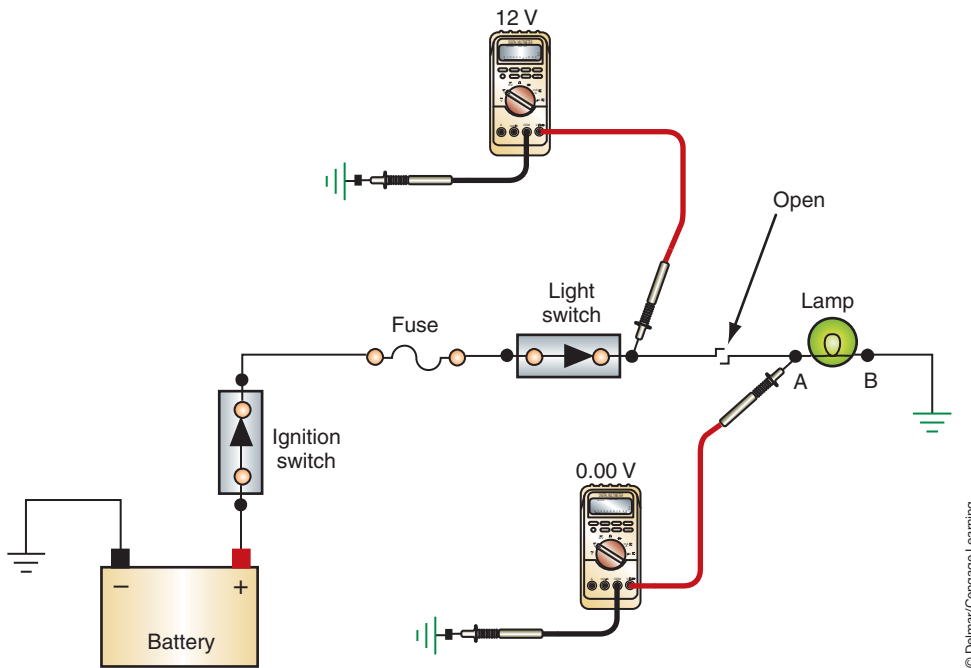 12 V
Open
Light
switch
Lamp
Fuse
A
B
Ignition
switch
0.00 V
− +
Battery
© Delmar/Cengage Learning